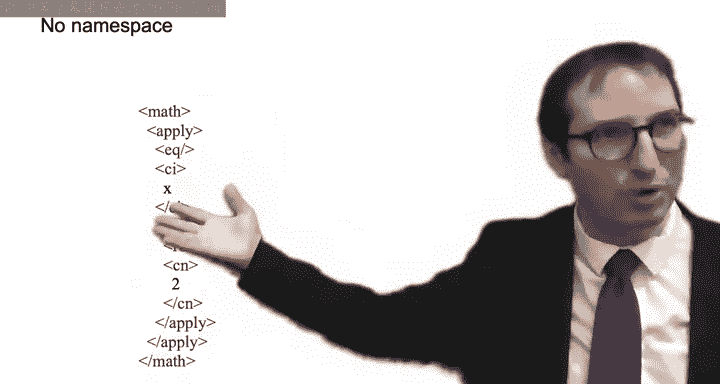 No namespace
<math>
<apply>
<eq/>
<ci>
x
<cn>
2
</cn>
</apply>
</apply>
</math>